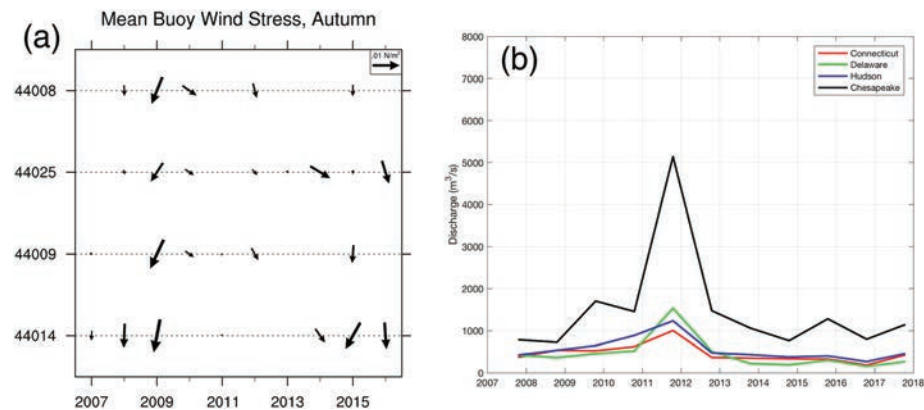 Mean Buoy Wind Stress, Autumn
(a)
.01 N/m²
44008
44025
44009
44014
2007 2009 2011 2013 2015
(b)
Connecticut
Delaware
Hudson
Chesapeake
Discharge (m³/s)
8000
7000
6000
5000
4000
3000
2000
1000
0
2007 2008 2009 2010 2011 2012 2013 2014 2015 2016 2017 2018